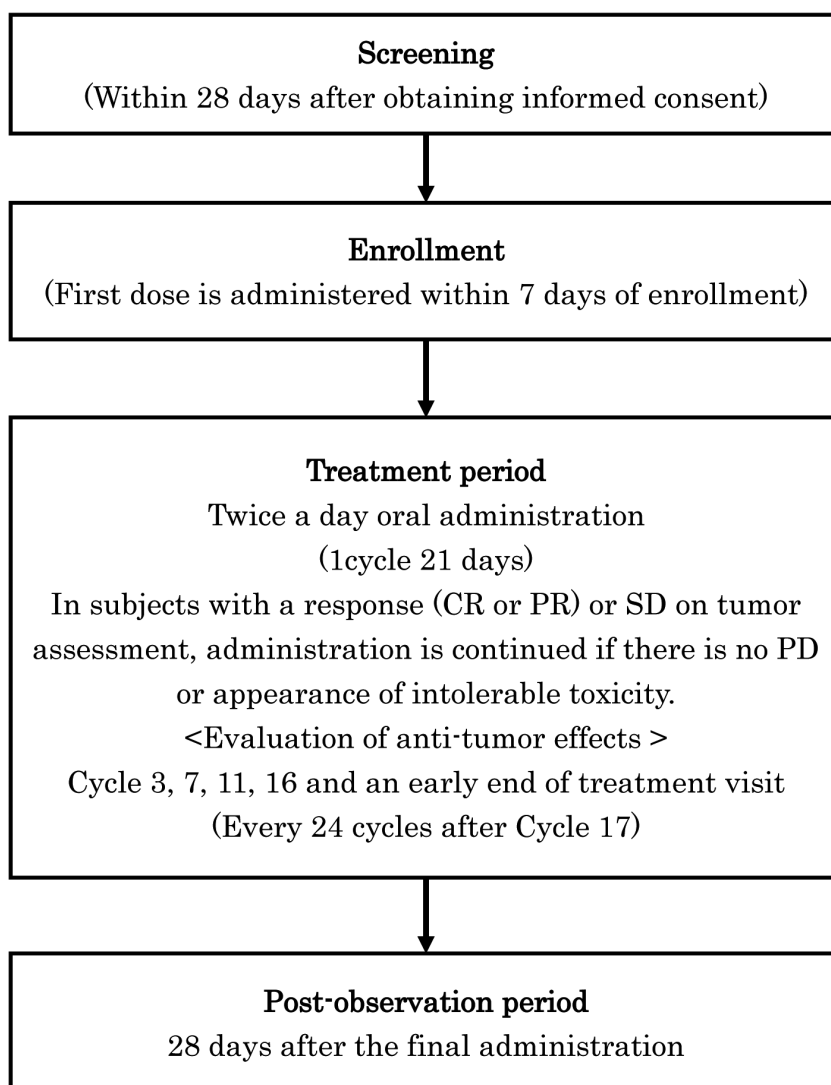 Screening
(Within 28 days after obtaining informed consent)
Enrollment
(First dose is administered within 7 days of enrollment)
Treatment period
Twice a day oral administration
(1cycle 21 days)
In subjects with a response (CR or PR) or SD on tumor
assessment, administration is continued if there is no PD
or appearance of intolerable toxicity.
<Evaluation of anti-tumor effects >
Cycle 3, 7, 11, 16 and an early end of treatment visit
(Every 24 cycles after Cycle 17)
Post-observation period
28 days after the final administration